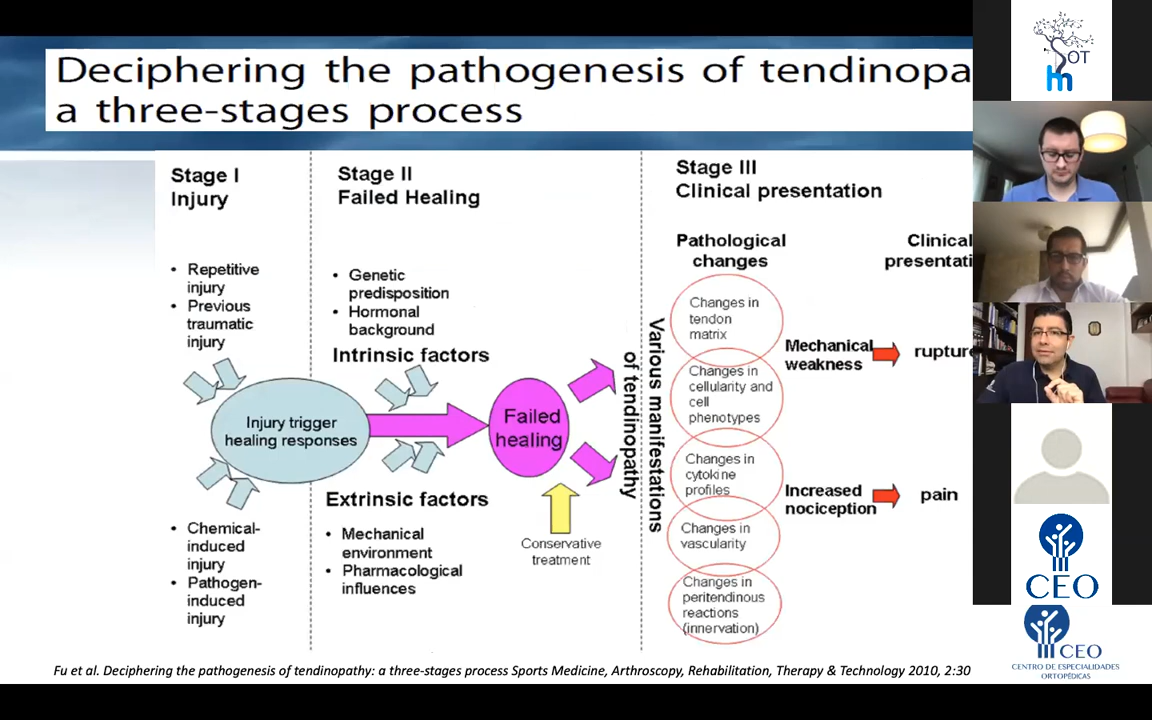 Deciphering the pathogenesis of tendinopa
a three-stages process
Stage I
Injury
• Repetitive
injury
• Previous
traumatic
injury
Injury trigger
healing responses
• Chemical-
induced
injury
• Pathogen-
induced
injury
Stage II
Failed Healing
• Genetic
predisposition
• Hormonal
background
Intrinsic factors
Failed
healing
Extrinsic factors
• Mechanical
environment
• Pharmacological
influences
Conservative
treatment
Various manifestations
of tendinopathy
Stage III
Clinical presentation
Pathological
changes
Changes in
tendon
matrix
Changes in
cellularity and
cell
phenotypes
Changes in
cytokine
profiles
Changes in
vascularity
Changes in
peritendinous
reactions
(innervation)
Mechanical
weakness
Increased
nociception
Clinical
presentati
rupture
pain
Fu et al. Deciphering the pathogenesis of tendinopathy: a three-stages process Sports Medicine, Arthroscopy, Rehabilitation, Therapy & Technology 2010, 2:30
SOT
hm
CEO
CEO
CENTRO DE ESPECIALIDADES
ORTOPÉDICAS